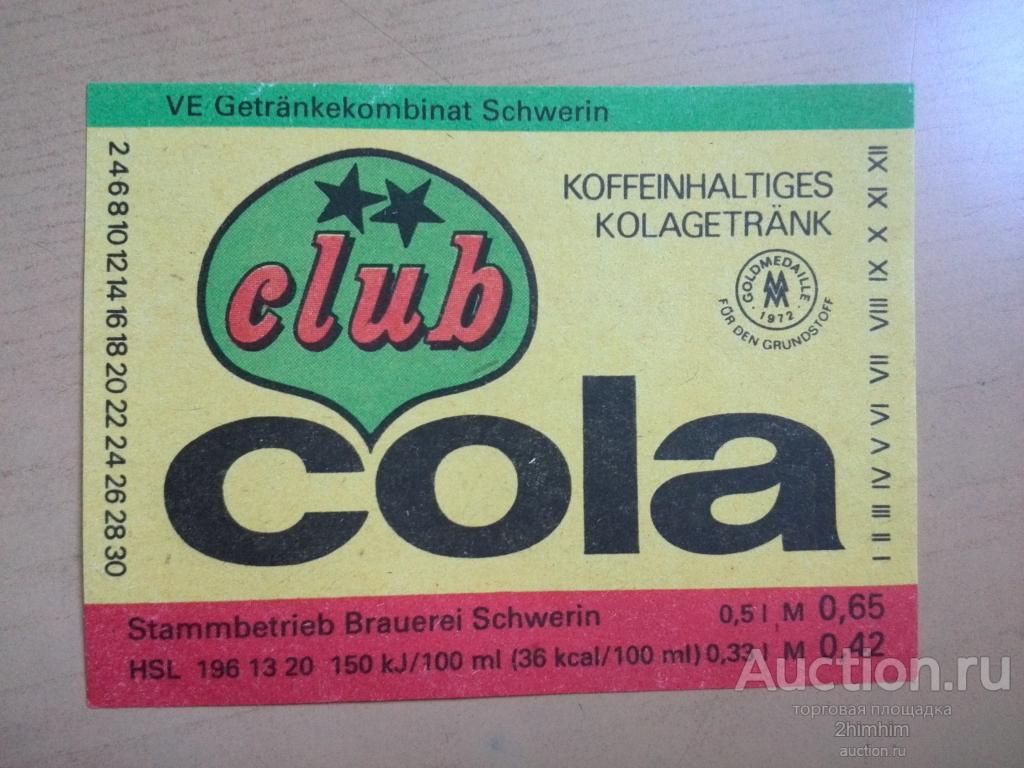 VE Getränkekombinat Schwerin
2 4 6 8 10 12 14 16 18 20 22 24 26 28 30
club
cola
KOFFEINHALTIGES
KOLAGETRÄNK
GOLDMEDAILLE
MM
· 1972 ·
FÜR DEN GRUNDSTOFF
I II III IV V VI VII VIII IX X XI XII
Stammbetrieb Brauerei Schwerin 0,5 l M 0,65
HSL 196 13 20 150 kJ/100 ml (36 kcal/100 ml) 0,33 l M 0,42
Auction.ru
торговая площадка
2himhim
auction.ru